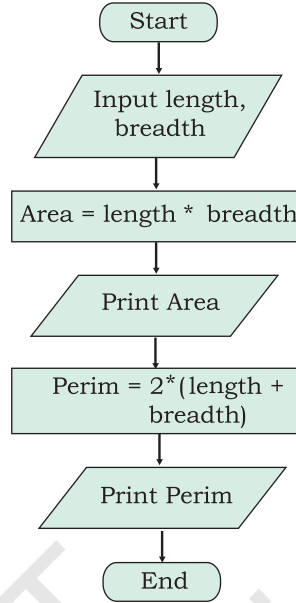 Start
Input length,
breadth
Area = length * breadth
Print Area
Perim = 2*(length +
breadth)
Print Perim
End